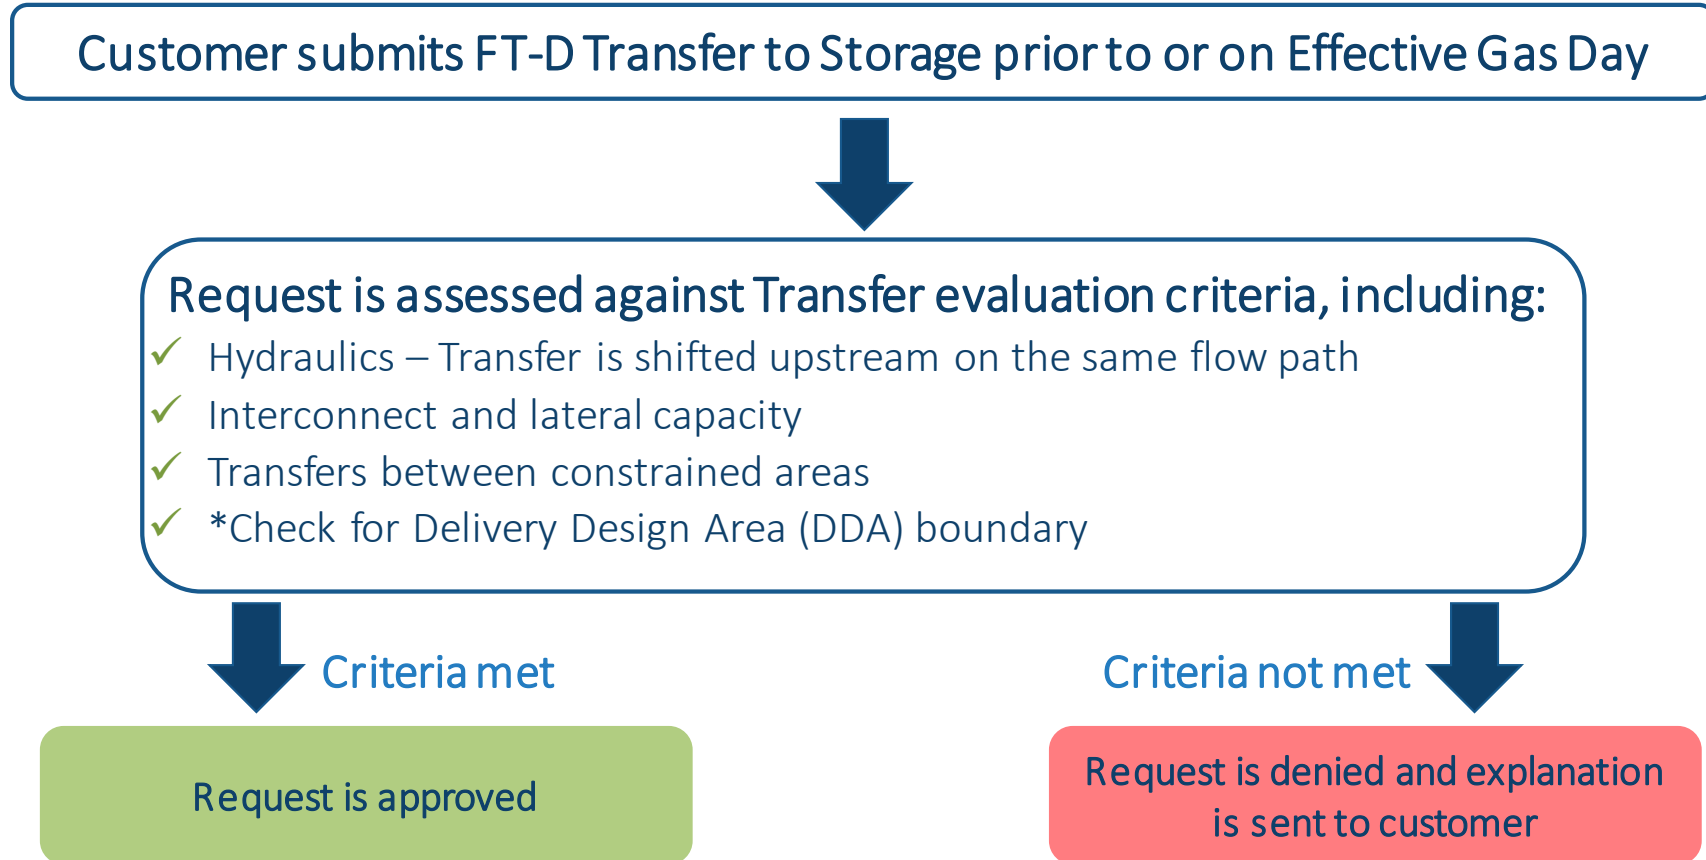 Customer submits FT-D Transfer to Storage prior to or on Effective Gas Day
Request is assessed against Transfer evaluation criteria, including:
✓ Hydraulics – Transfer is shifted upstream on the same flow path
✓ Interconnect and lateral capacity
✓ Transfers between constrained areas
✓ *Check for Delivery Design Area (DDA) boundary
Criteria met
Criteria not met
Request is approved
Request is denied and explanation
is sent to customer